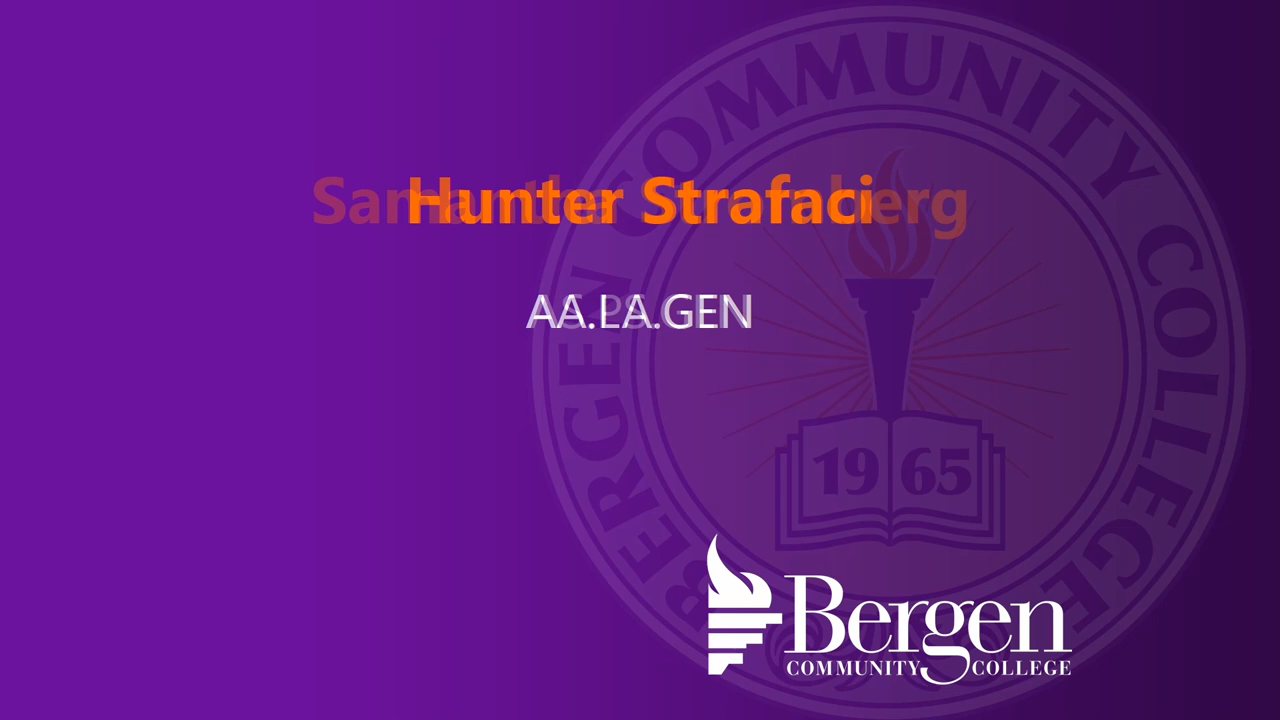 BERGEN COMMUNITY COLLEGE
Hunter Strafaci
AA.LA.GEN
1965
Bergen
COMMUNITY COLLEGE